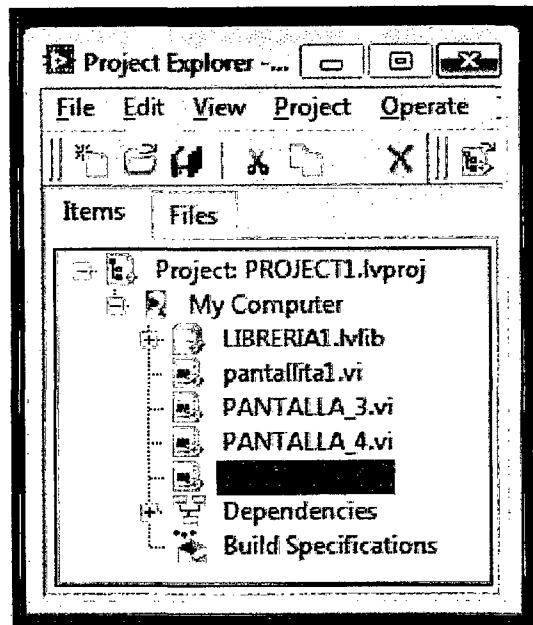 Project Explorer -...
File Edit View Project Operate
Items Files
Project: PROJECT1.lvproj
My Computer
LIBRERIA1.lvlib
pantallita1.vi
PANTALLA_3.vi
PANTALLA_4.vi
Dependencies
Build Specifications